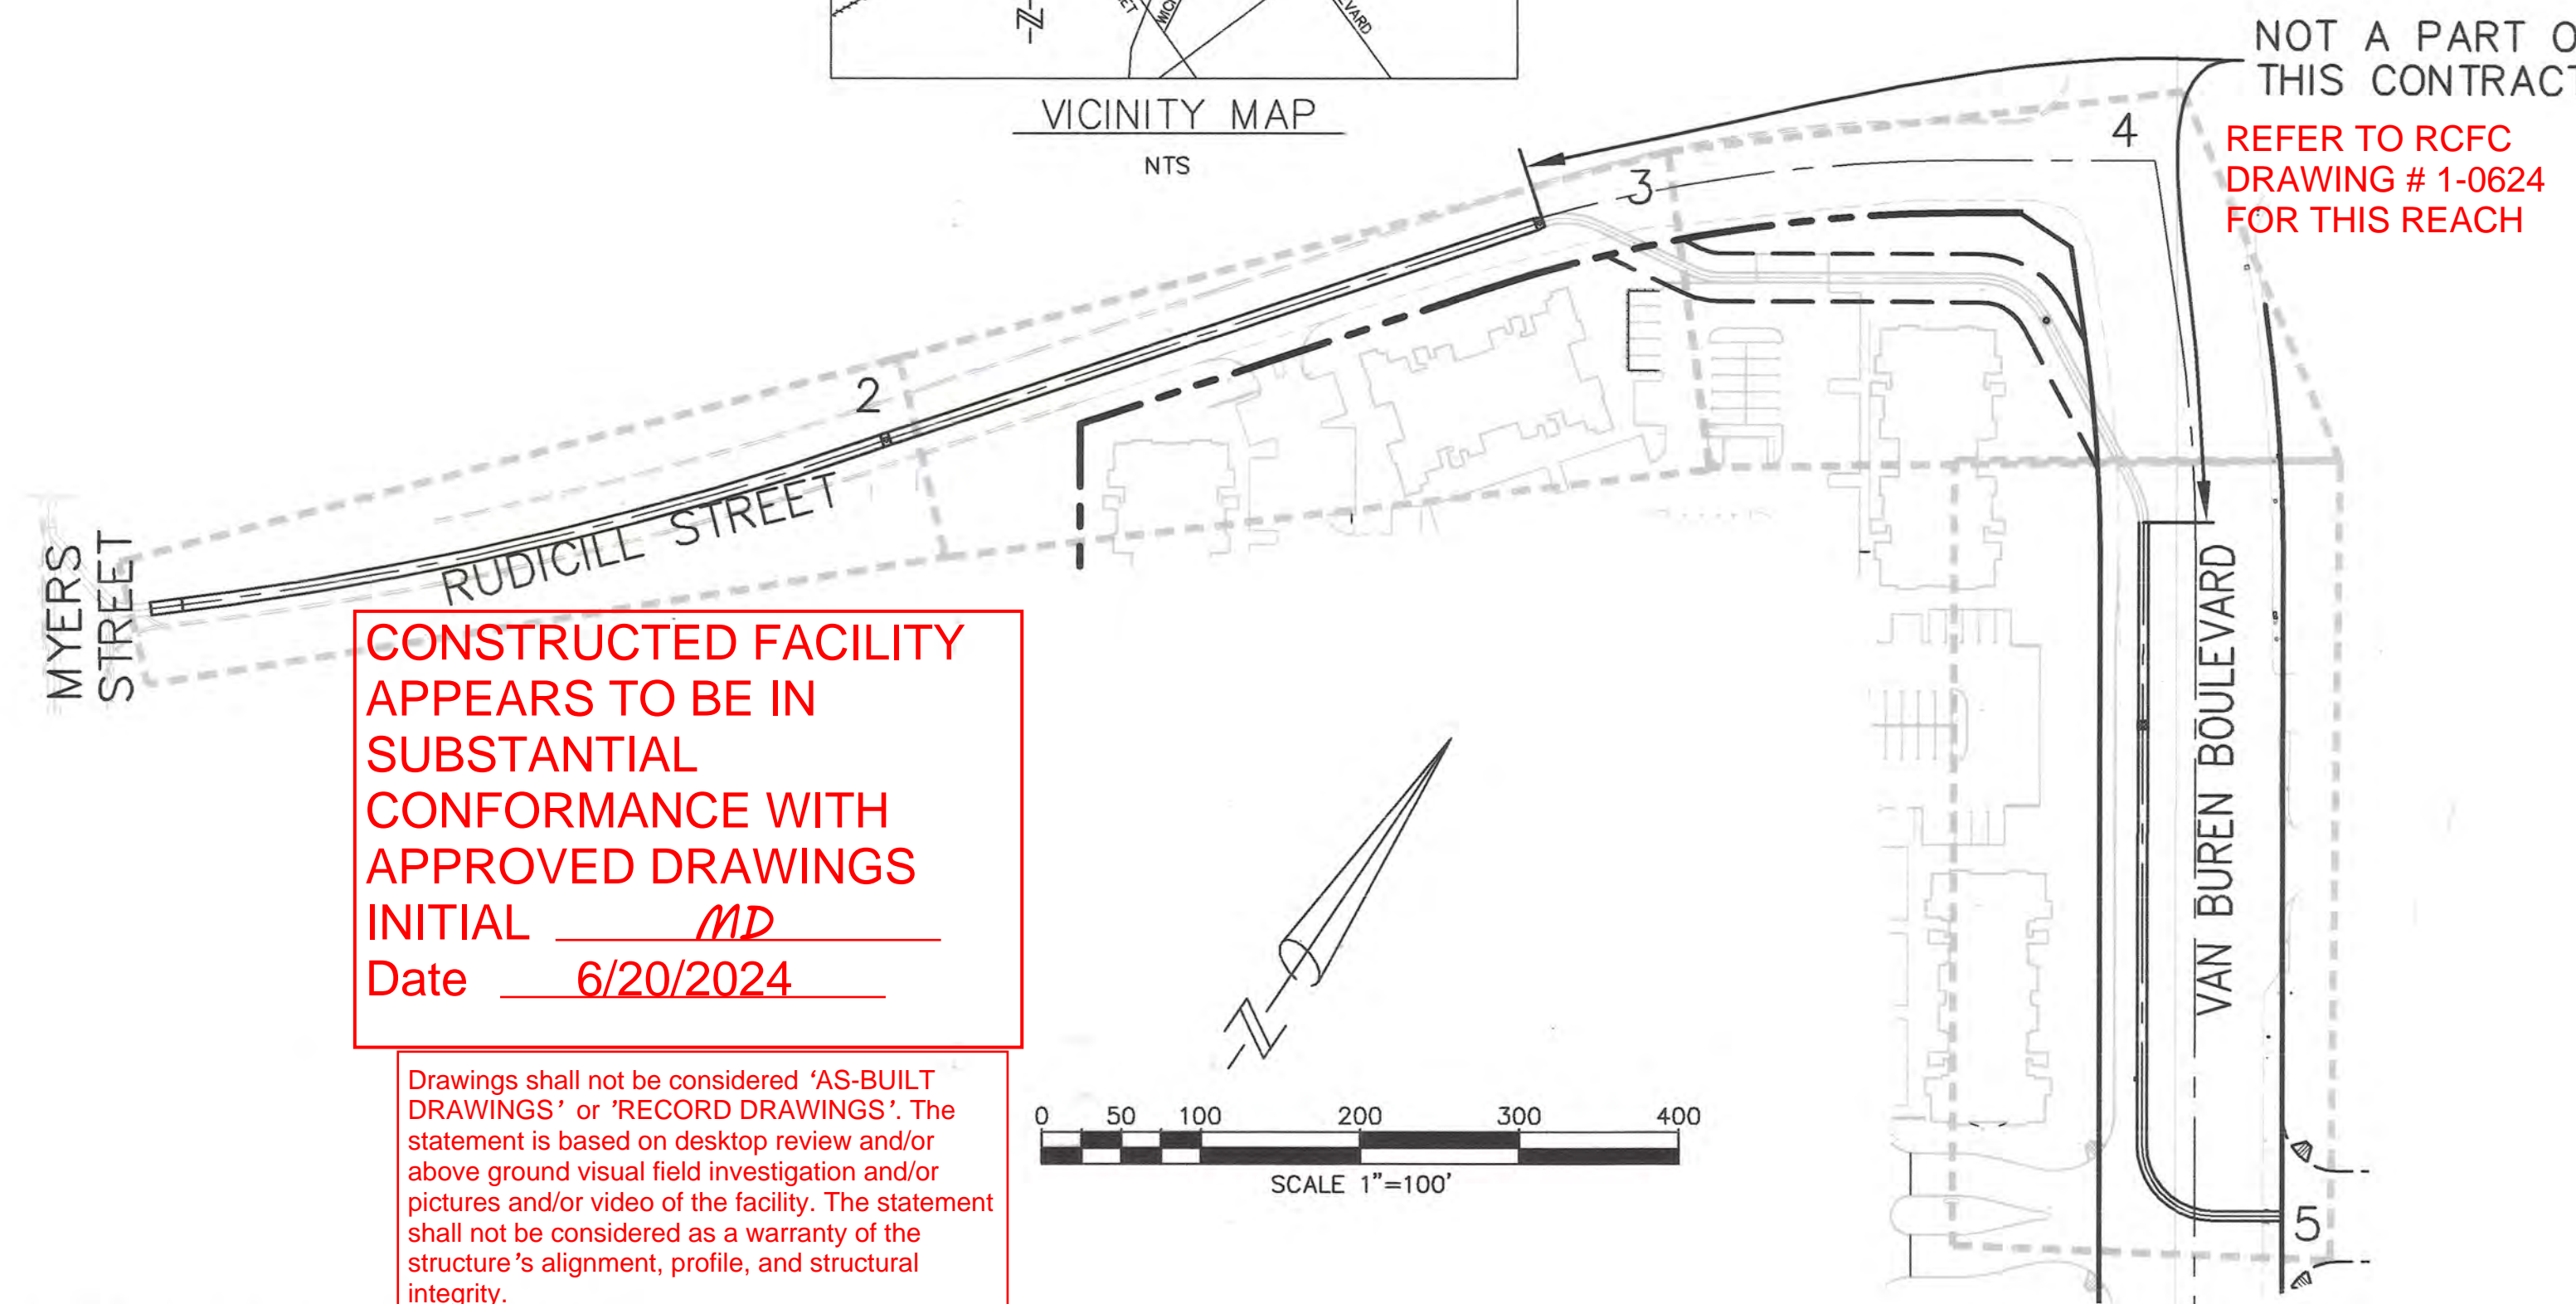 -N-
VICINITY MAP
NTS
NOT A PART
THIS CONTRACT
REFER TO RCFC
DRAWING # 1-0624
FOR THIS REACH
4
3
2
MYERS
STREET
RUDICILL STREET
VAN BUREN BOULEVARD
5
CONSTRUCTED FACILITY
APPEARS TO BE IN
SUBSTANTIAL
CONFORMANCE WITH
APPROVED DRAWINGS
INITIAL MD
Date 6/20/2024
Drawings shall not be considered ‘AS-BUILT
DRAWINGS’ or ’RECORD DRAWINGS’. The
statement is based on desktop review and/or
above ground visual field investigation and/or
pictures and/or video of the facility. The statement
shall not be considered as a warranty of the
structure’s alignment, profile, and structural
integrity.
-N-
0 50 100 200 300 400
SCALE 1"=100'